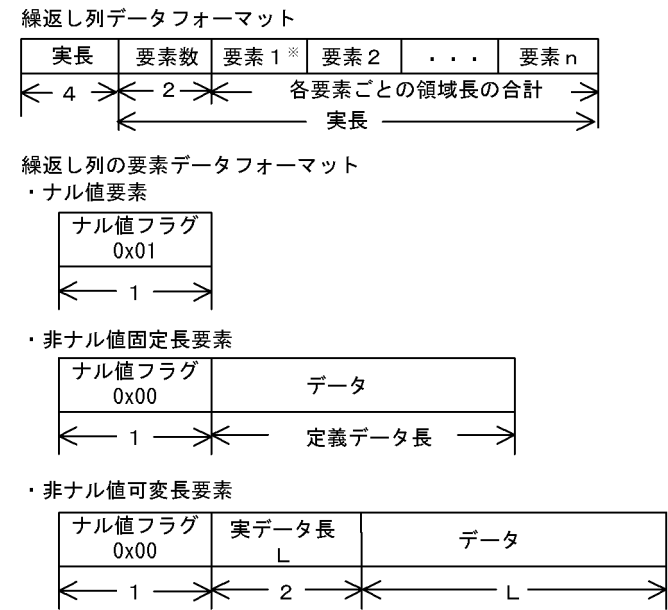 繰返し列データフォーマット
実長 要素数 要素1※ 要素2 ・・・ 要素n
4 2 各要素ごとの領域長の合計
実長
繰返し列の要素データフォーマット
・ナル値要素
ナル値フラグ
0x01
1
・非ナル値固定長要素
ナル値フラグ データ
0x00
1 定義データ長
・非ナル値可変長要素
ナル値フラグ 実データ長 データ
0x00 L
1 2 L